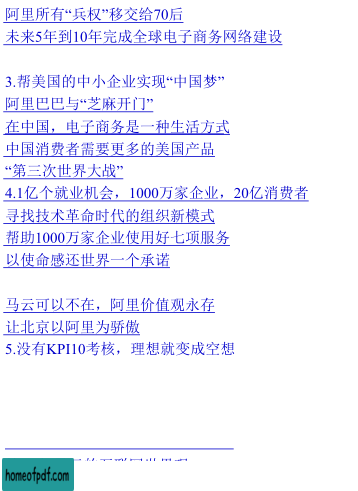 阿里所有“兵权”移交给70后
未来5年到10年完成全球电子商务网络建设
3.帮美国的中小企业实现“中国梦”
阿里巴巴与“芝麻开门”
在中国，电子商务是一种生活方式
中国消费者需要更多的美国产品
“第三次世界大战”
4.1亿个就业机会，1000万家企业，20亿消费者
寻找技术革命时代的组织新模式
帮助1000万家企业使用好七项服务
以使命感还世界一个承诺
马云可以不在，阿里价值观永存
让北京以阿里为骄傲
5.没有KPI10考核，理想就变成空想
homeofpdf.com